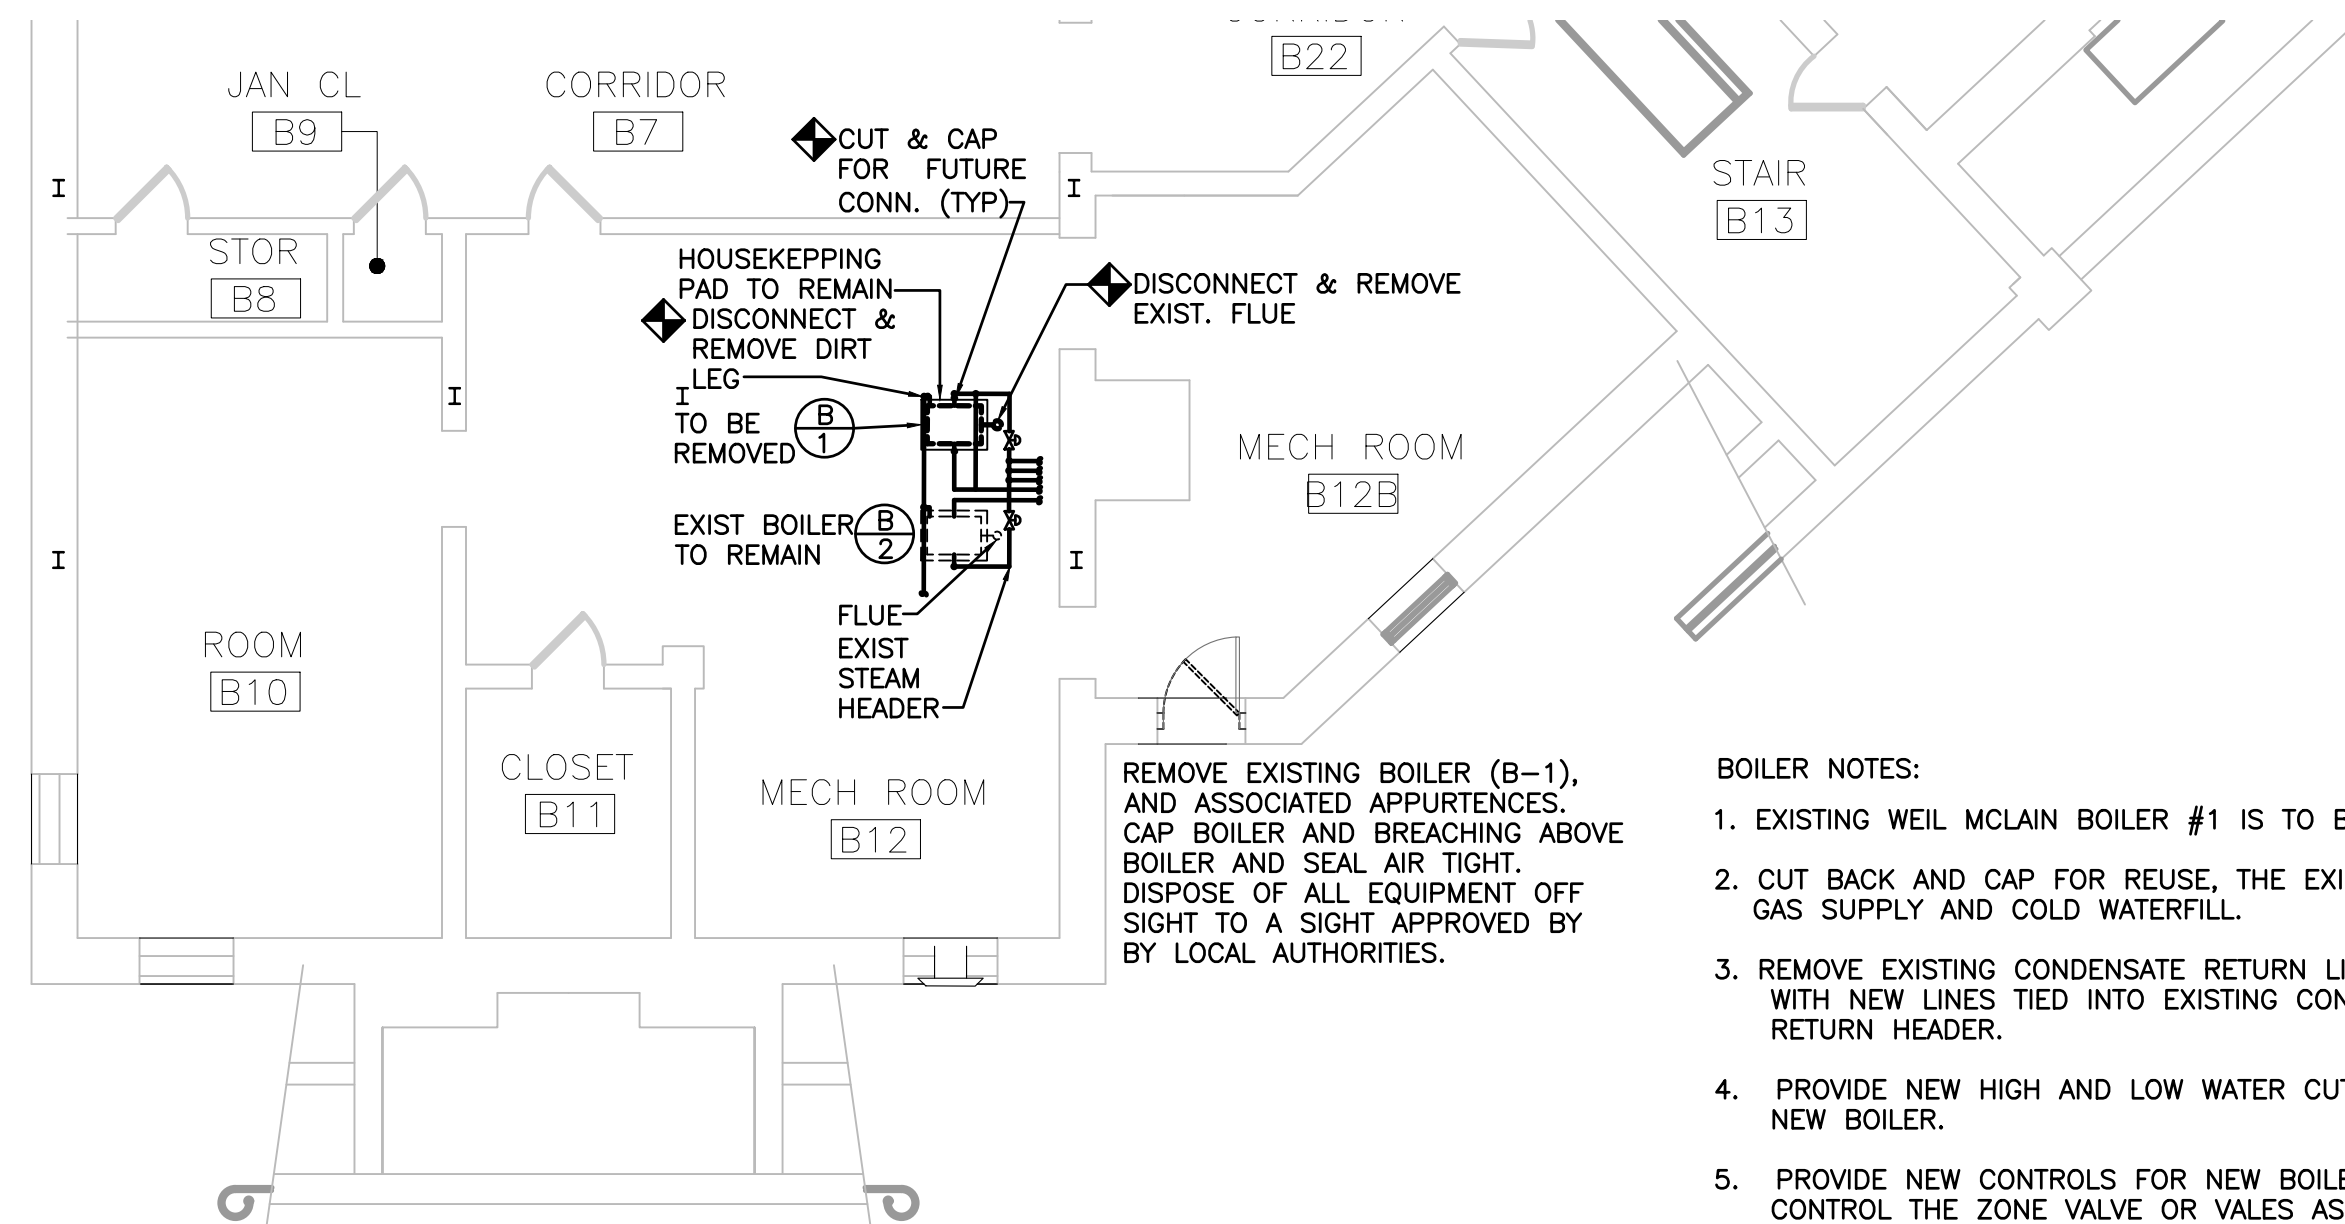 B22
JAN CL
B9
CORRIDOR
B7
CUT & CAP
FOR FUTURE
CONN. (TYP)
STAIR
B13
STOR
B8
HOUSEKEPPING
PAD TO REMAIN
DISCONNECT &
REMOVE DIRT
LEG
DISCONNECT & REMOVE
EXIST. FLUE
I
I
I
I
I
I
TO BE
REMOVED
B
1
MECH ROOM
B12B
EXIST BOILER
TO REMAIN
B
2
FLUE
EXIST
STEAM
HEADER
ROOM
B10
CLOSET
B11
MECH ROOM
B12
REMOVE EXISTING BOILER (B-1),
AND ASSOCIATED APPURTENCES.
CAP BOILER AND BREACHING ABOVE
BOILER AND SEAL AIR TIGHT.
DISPOSE OF ALL EQUIPMENT OFF
SIGHT TO A SIGHT APPROVED BY
BY LOCAL AUTHORITIES.
BOILER NOTES:
1. EXISTING WEIL MCLAIN BOILER #1 IS TO B
2. CUT BACK AND CAP FOR REUSE, THE EXI
GAS SUPPLY AND COLD WATERFILL.
3. REMOVE EXISTING CONDENSATE RETURN LI
WITH NEW LINES TIED INTO EXISTING CON
RETURN HEADER.
4. PROVIDE NEW HIGH AND LOW WATER CUT
NEW BOILER.
5. PROVIDE NEW CONTROLS FOR NEW BOILE
CONTROL THE ZONE VALVE OR VALES AS